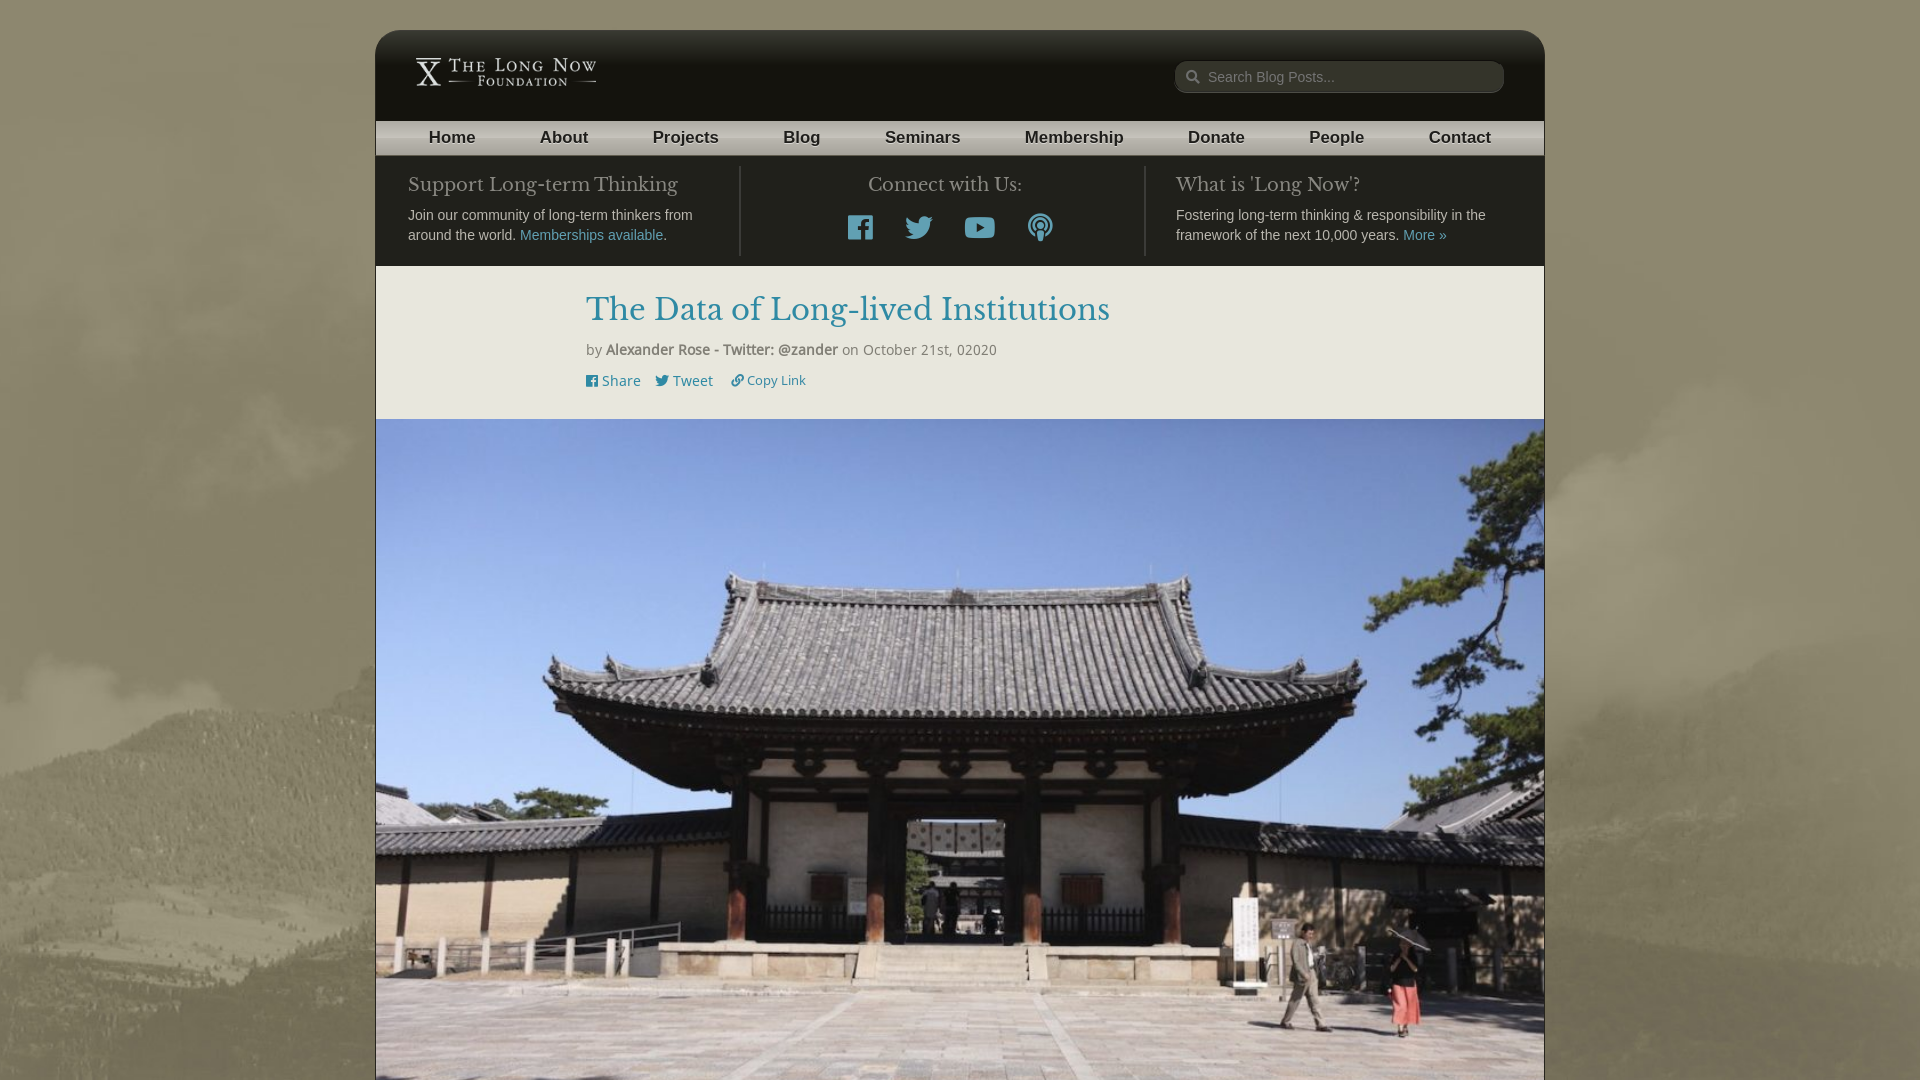 X The Long Now
Foundation
Search Blog Posts...
Home About Projects Blog Seminars Membership Donate People Contact
Support Long-term Thinking
Join our community of long-term thinkers from
around the world. Memberships available.
Connect with Us:
What is 'Long Now'?
Fostering long-term thinking & responsibility in the
framework of the next 10,000 years. More »
The Data of Long-lived Institutions
by Alexander Rose - Twitter: @zander on October 21st, 02020
Share Tweet Copy Link